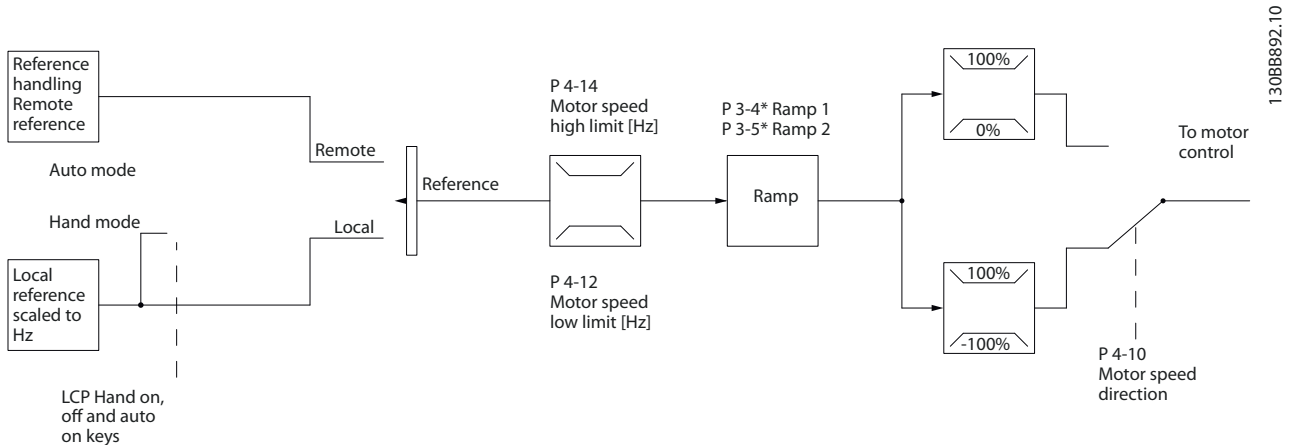 130BB892.10
Reference
handling
Remote
reference
Auto mode
Remote
Hand mode
Local
Local
reference
scaled to
Hz
LCP Hand on,
off and auto
on keys
Reference
P 4-14
Motor speed
high limit [Hz]
P 4-12
Motor speed
low limit [Hz]
P 3-4* Ramp 1
P 3-5* Ramp 2
Ramp
100%
0%
100%
-100%
To motor
control
P 4-10
Motor speed
direction